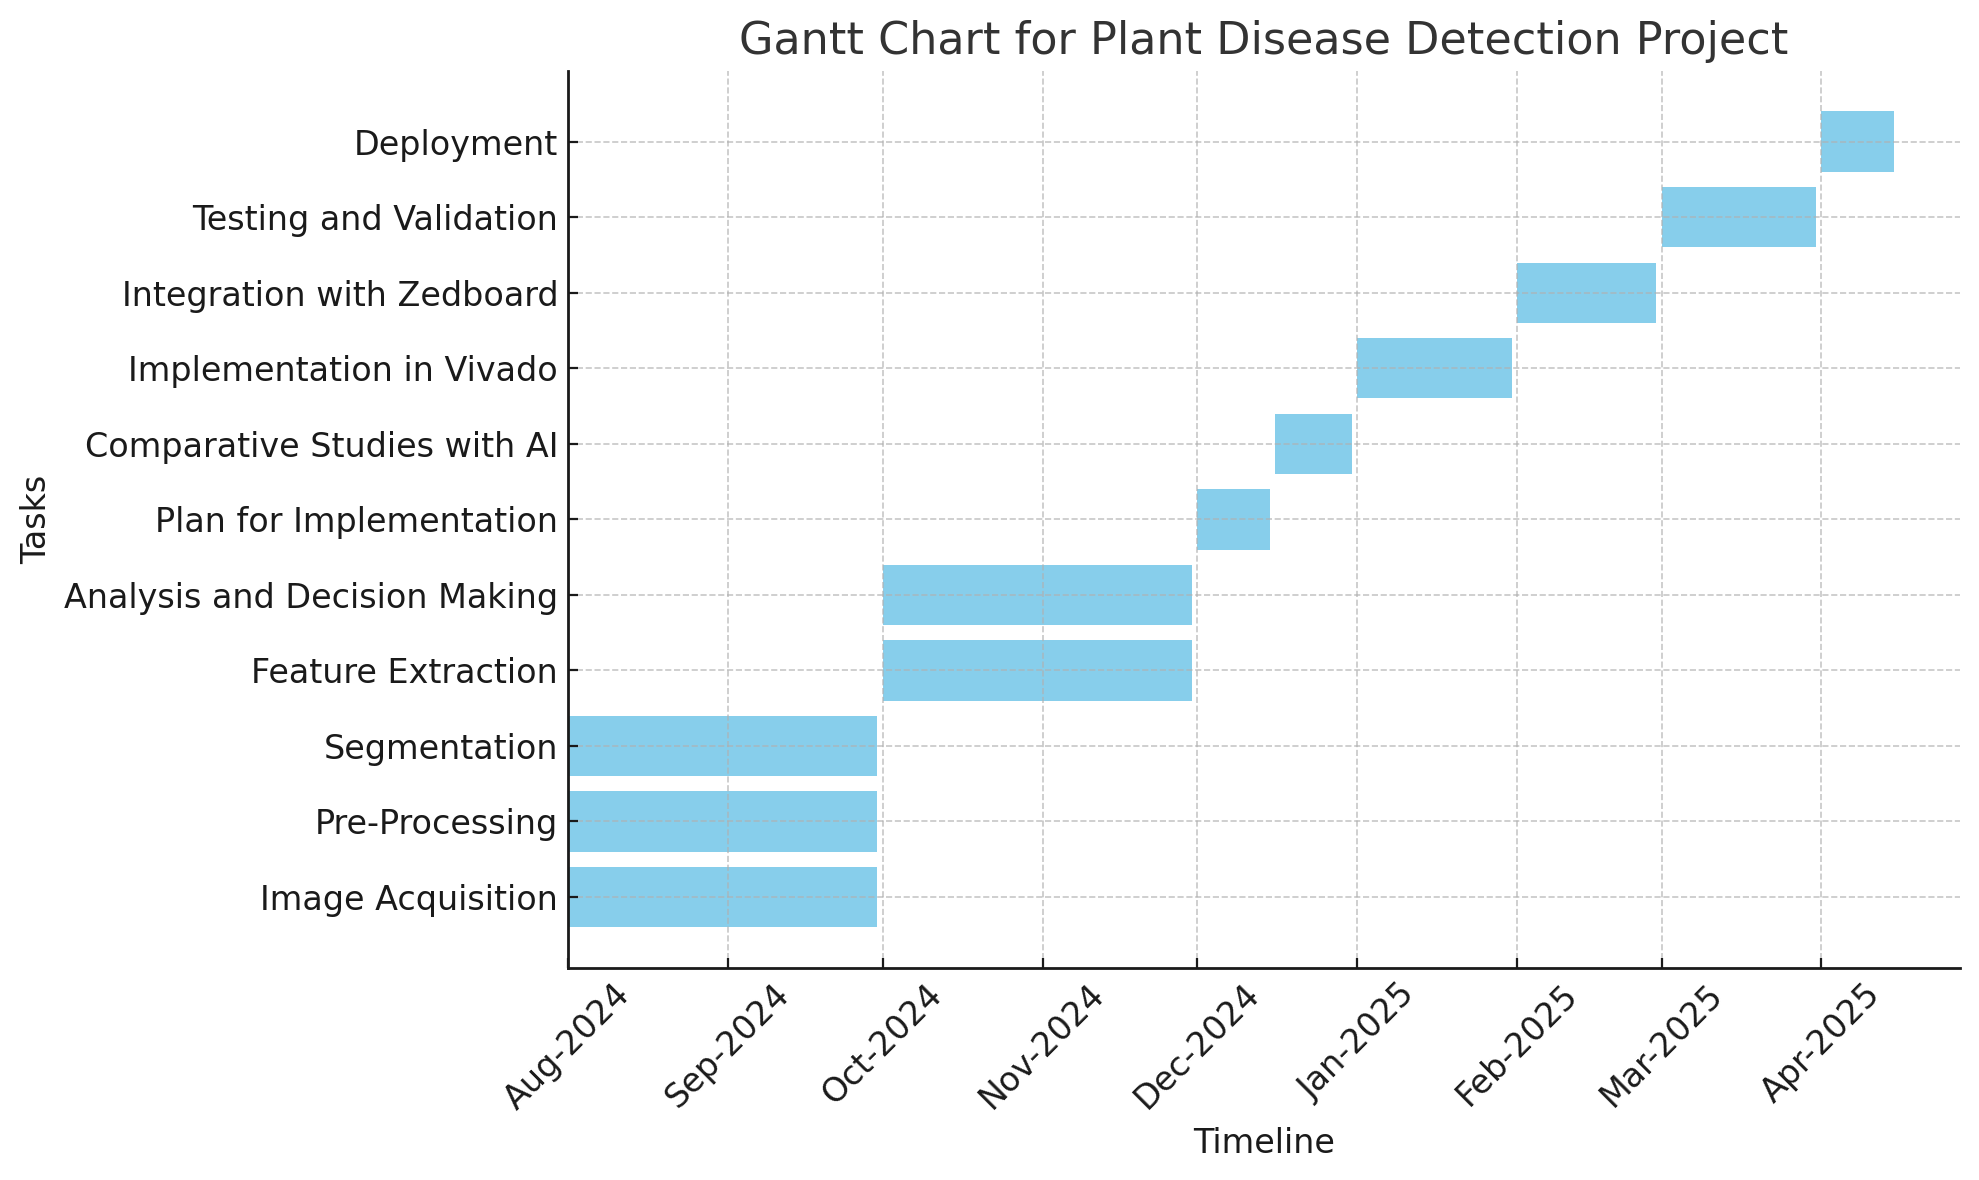 Gantt Chart for Plant Disease Detection Project
Deployment
Testing and Validation
Integration with Zedboard
Implementation in Vivado
Comparative Studies with AI
Plan for Implementation
Analysis and Decision Making
Feature Extraction
Segmentation
Pre-Processing
Image Acquisition
Tasks
Aug-2024
Sep-2024
Oct-2024
Nov-2024
Dec-2024
Jan-2025
Feb-2025
Mar-2025
Apr-2025
Timeline